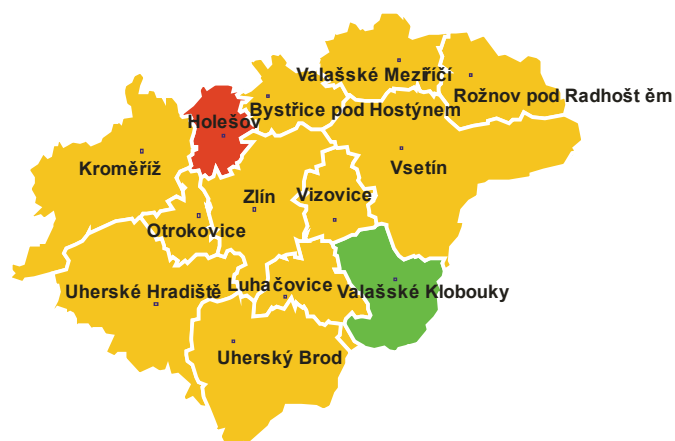 Valašské Meziříčí
Rožnov pod Radhošt ěm
Bystřice pod Hostýnem
Holešov
Kroměříž
Vsetín
Zlín
Vizovice
Otrokovice
Luhačovice
Uherské Hradiště
Valašské Klobouky
Uherský Brod